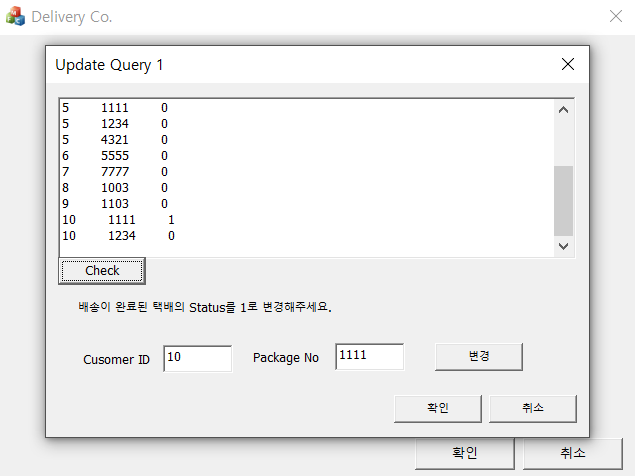 Delivery Co.
Update Query 1
5 1111 0
5 1234 0
5 4321 0
6 5555 0
7 7777 0
8 1003 0
9 1103 0
10 1111 1
10 1234 0
Check
배송이 완료된 택배의 Status를 1로 변경해주세요.
Cusomer ID 10 Package No 1111 변경
확인 취소
확인 취소